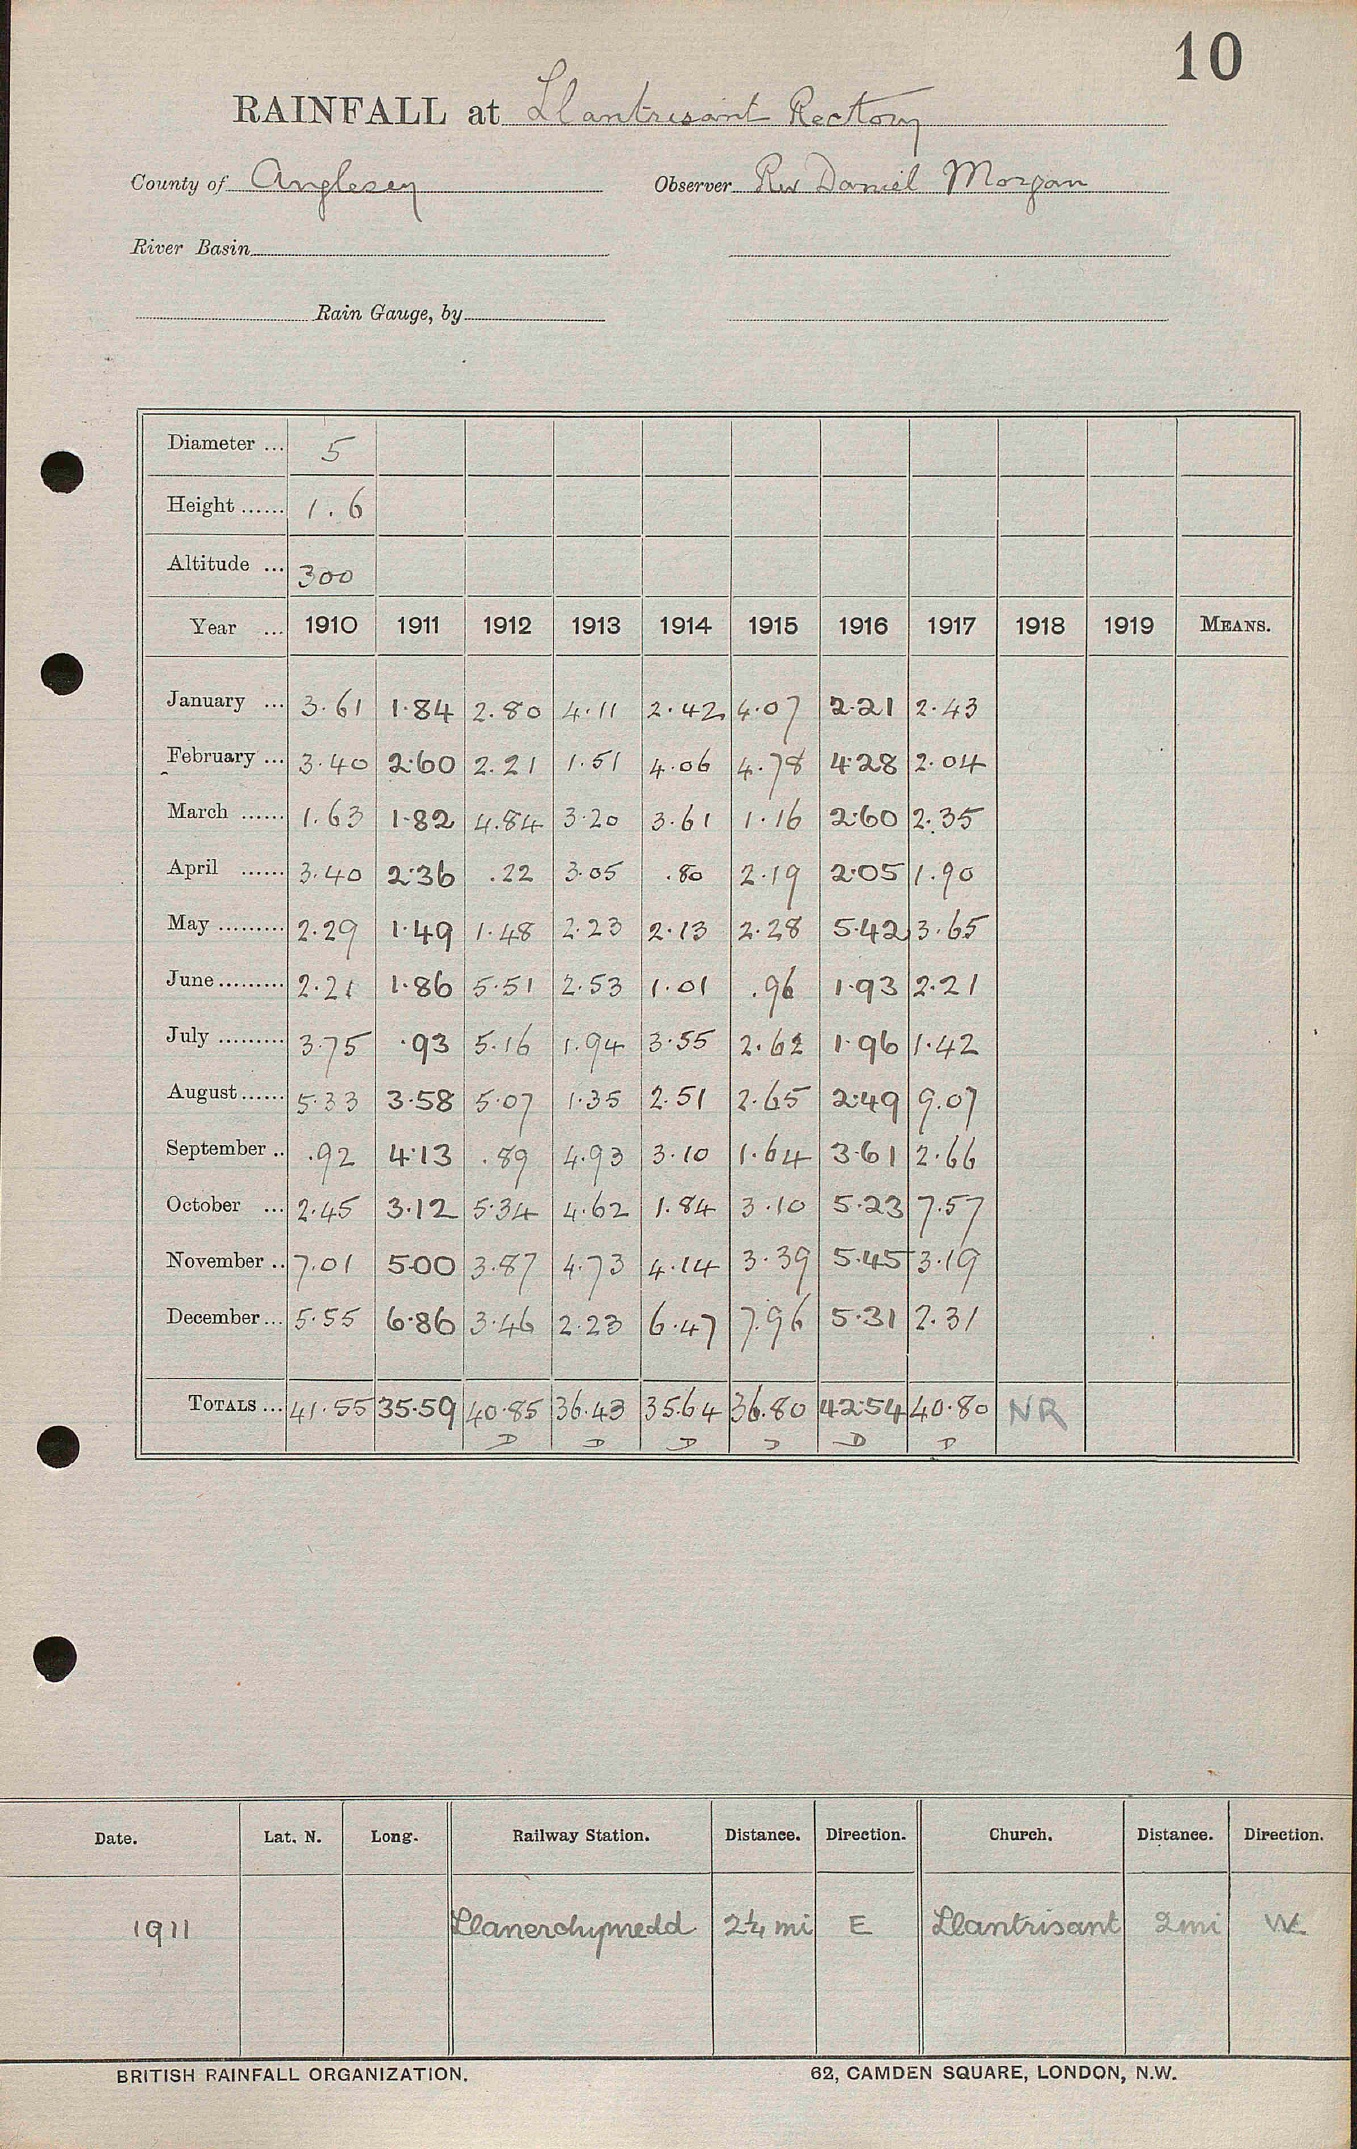 10
RAINFALL at Llantrisant Rectory
County of Anglesey Observer Rev Daniel Morgan
River Basin
Rain Gauge, by
Diameter ... 5
Height ...... 1.6
Altitude ... 300
Year ... 1910 1911 1912 1913 1914 1915 1916 1917 1918 1919 MEANS.
January ... 3.61 1.84 2.80 4.11 2.42 4.07 2.21 2.43
February ... 3.40 2.60 2.21 1.51 4.06 4.78 4.28 2.04
March ...... 1.63 1.82 4.84 3.20 3.61 1.16 2.60 2.35
April ...... 3.40 2.36 .22 3.05 .80 2.19 2.05 1.90
May ......... 2.29 1.49 1.48 2.23 2.13 2.28 5.42 3.65
June ......... 2.21 1.86 5.51 2.53 1.01 .96 1.93 2.21
July ......... 3.75 .93 5.16 1.94 3.55 2.62 1.96 1.42
August ...... 5.33 3.58 5.07 1.35 2.51 2.65 2.49 9.07
September .. .92 4.13 .89 4.93 3.10 1.64 3.61 2.66
October ... 2.45 3.12 5.34 4.62 1.84 3.10 5.23 7.57
November .. 7.01 5.00 3.87 4.73 4.14 3.39 5.45 3.19
December ... 5.55 6.86 3.46 2.23 6.47 7.96 5.31 2.31
TOTALS ... 41.55 35.59 40.85 36.43 35.64 36.80 42.54 40.80 NR
D D D D D D
Date. Lat. N. Long. Railway Station. Distance. Direction. Church. Distance. Direction.
1911 Llanerchymedd 2¼ mi E Llantrisant 2mi W
BRITISH RAINFALL ORGANIZATION. 62, CAMDEN SQUARE, LONDON, N.W.